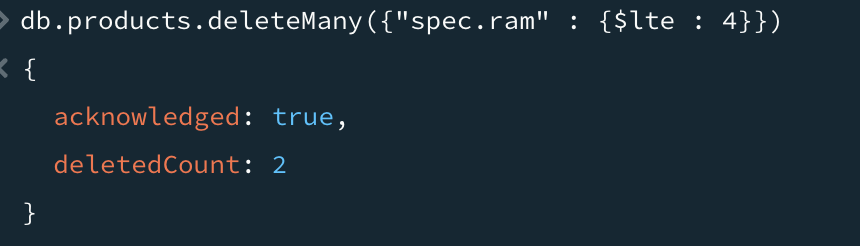 db.products.deleteMany({"spec.ram" : {$lte : 4}})
{
acknowledged: true,
deletedCount: 2
}